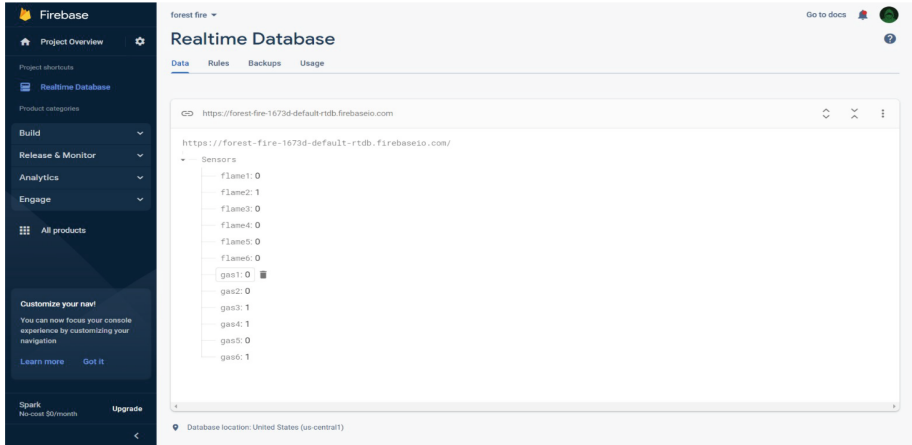 Firebase
Project Overview
Project shortcuts
Realtime Database
Product categories
Build
Release & Monitor
Analytics
Engage
All products
Customize your nav!
You can now focus your console
experience by customizing your
navigation
Learn more Got it
Spark
No-cost $0/month
Upgrade
forest fire
Go to docs
Realtime Database
Data Rules Backups Usage
https://forest-fire-1673d-default-rtdb.firebaseio.com
https://forest-fire-1673d-default-rtdb.firebaseio.com/
Sensors
flame1: 0
flame2: 1
flame3: 0
flame4: 0
flame5: 0
flame6: 0
gas1: 0
gas2: 0
gas3: 1
gas4: 1
gas5: 0
gas6: 1
Database location: United States (us-central1)